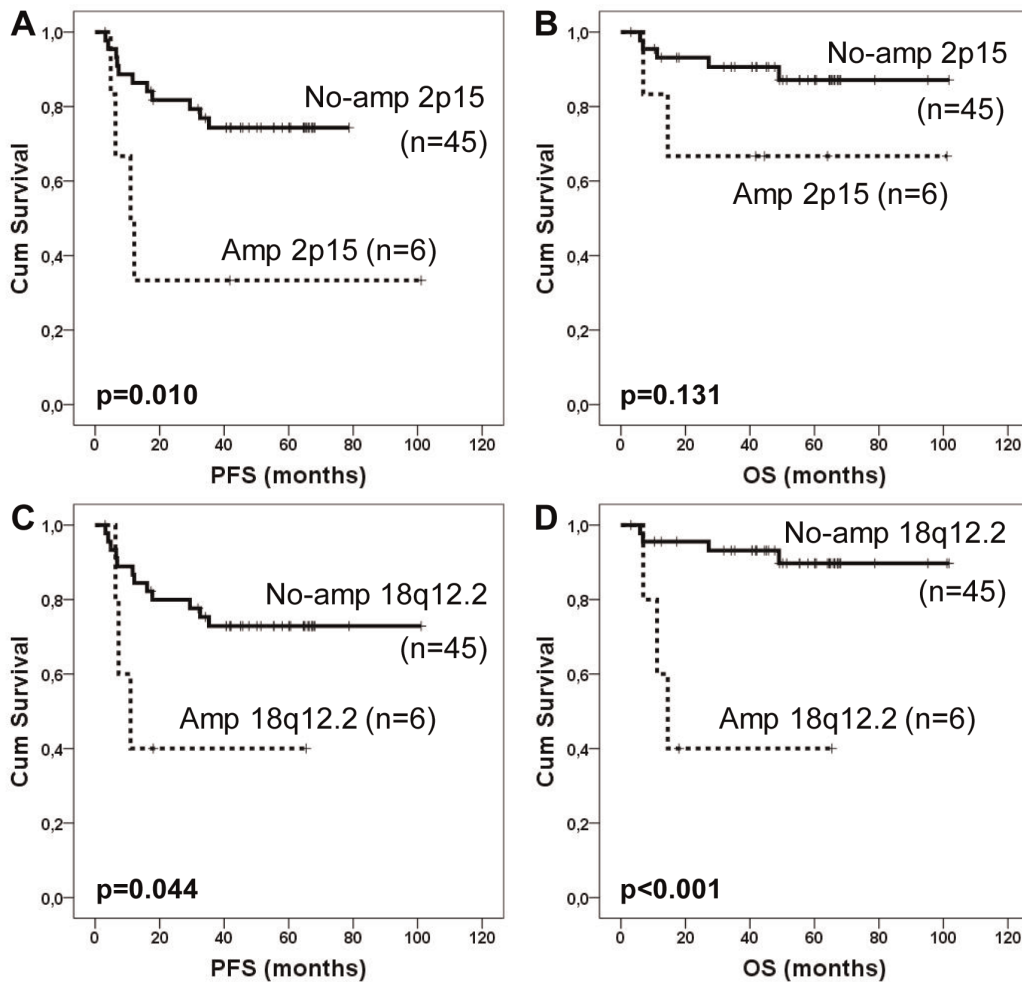 A
1,0
0,8
0,6
0,4
0,2
0,0
Cum Survival
No-amp 2p15
(n=45)
Amp 2p15 (n=6)
p=0.010
0 20 40 60 80 100 120
PFS (months)
B
1,0
0,8
0,6
0,4
0,2
0,0
Cum Survival
No-amp 2p15
(n=45)
Amp 2p15 (n=6)
p=0.131
0 20 40 60 80 100 120
OS (months)
C
1,0
0,8
0,6
0,4
0,2
0,0
Cum Survival
No-amp 18q12.2
(n=45)
Amp 18q12.2 (n=6)
p=0.044
0 20 40 60 80 100 120
PFS (months)
D
1,0
0,8
0,6
0,4
0,2
0,0
Cum Survival
No-amp 18q12.2
(n=45)
Amp 18q12.2 (n=6)
p<0.001
0 20 40 60 80 100 120
OS (months)